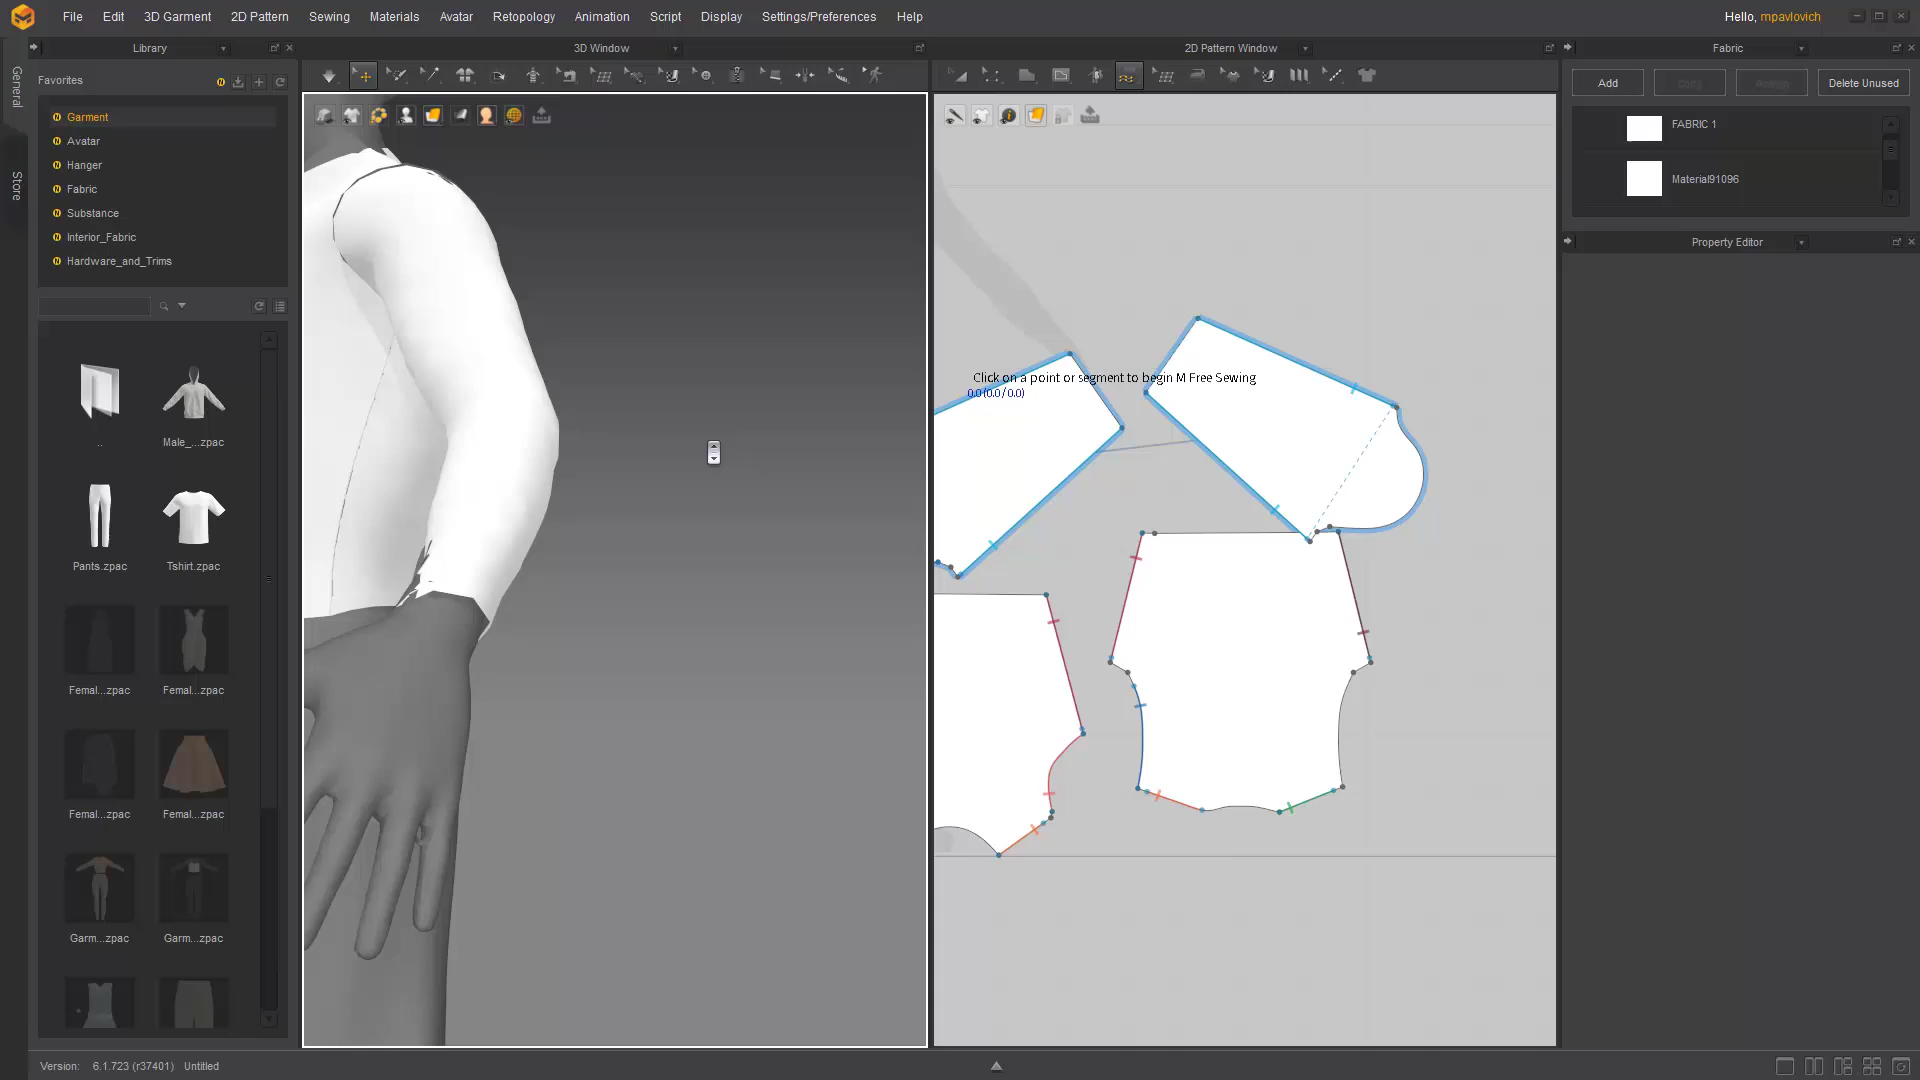 File Edit 3D Garment 2D Pattern Sewing Materials Avatar Retopology Animation Script Display Settings/Preferences Help
Hello, mpavlovich
Library
3D Window
2D Pattern Window
Fabric
General
Store
Favorites
Garment
Avatar
Hanger
Fabric
Substance
Interior_Fabric
Hardware_and_Trims
..
Male_...zpac
Pants.zpac
Tshirt.zpac
Femal...zpac
Femal...zpac
Femal...zpac
Femal...zpac
Garm...zpac
Garm...zpac
Click on a point or segment to begin M Free Sewing
0.0 (0.0 / 0.0)
Add
Copy
Assign
Delete Unused
FABRIC 1
Material91096
Property Editor
Version: 6.1.723 (r37401) Untitled